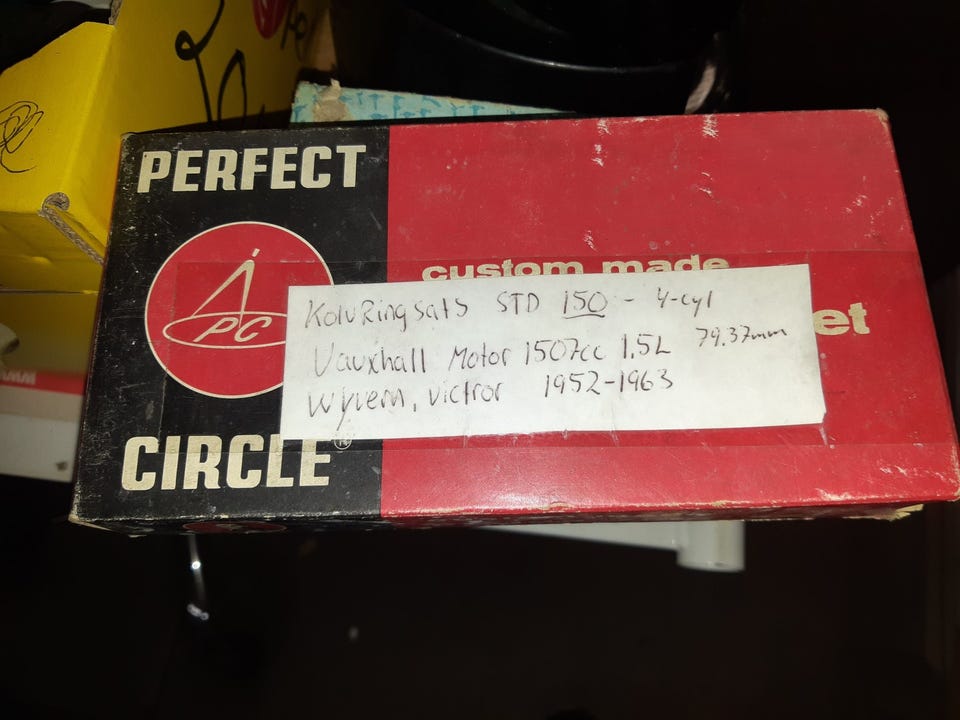 PERFECT
PC
CIRCLE®
custom made
et
KolvRingsats STD 150 - 4-cyl
Vauxhall Motor 1507cc 1.5L 79.37mm
Wyvern, victror 1952-1963